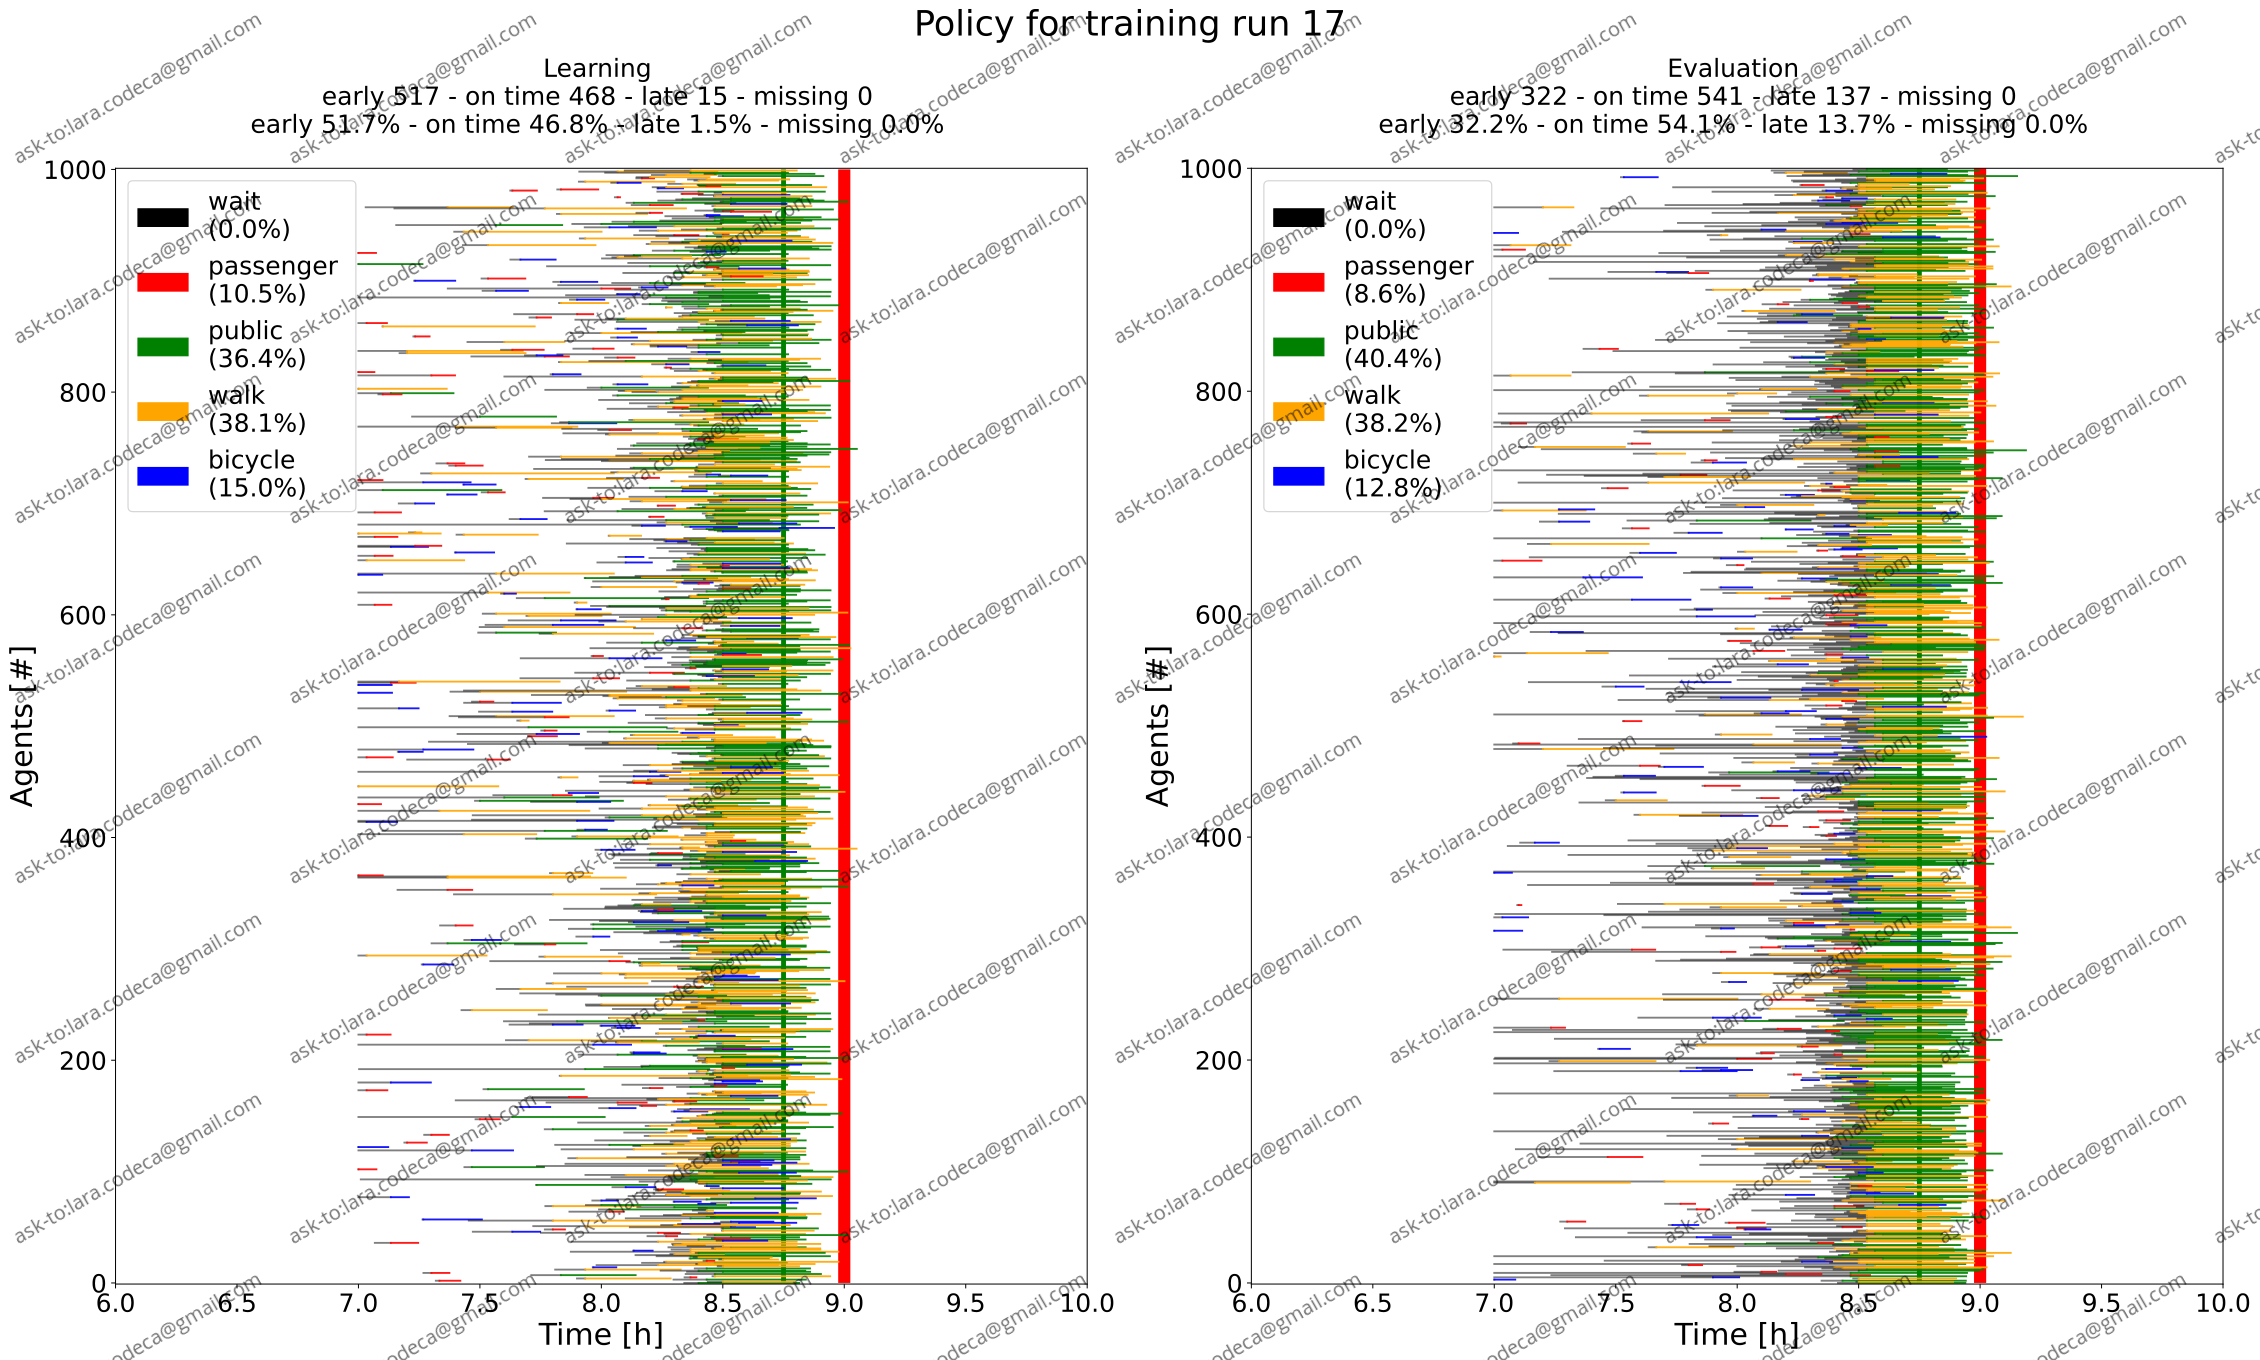 Policy for training run 17
Learning
early 517 - on time 468 - late 15 - missing 0
early 51.7% - on time 46.8% - late 1.5% - missing 0.0%
1000
800
600
400
200
0
Agents [#]
wait
(0.0%)
passenger
(10.5%)
public
(36.4%)
walk
(38.1%)
bicycle
(15.0%)
6.0 6.5 7.0 7.5 8.0 8.5 9.0 9.5 10.0
Time [h]
Evaluation
early 322 - on time 541 - late 137 - missing 0
early 32.2% - on time 54.1% - late 13.7% - missing 0.0%
1000
800
600
400
200
0
Agents [#]
wait
(0.0%)
passenger
(8.6%)
public
(40.4%)
walk
(38.2%)
bicycle
(12.8%)
6.0 6.5 7.0 7.5 8.0 8.5 9.0 9.5 10.0
Time [h]
ask-to:lara.codeca@gmail.com